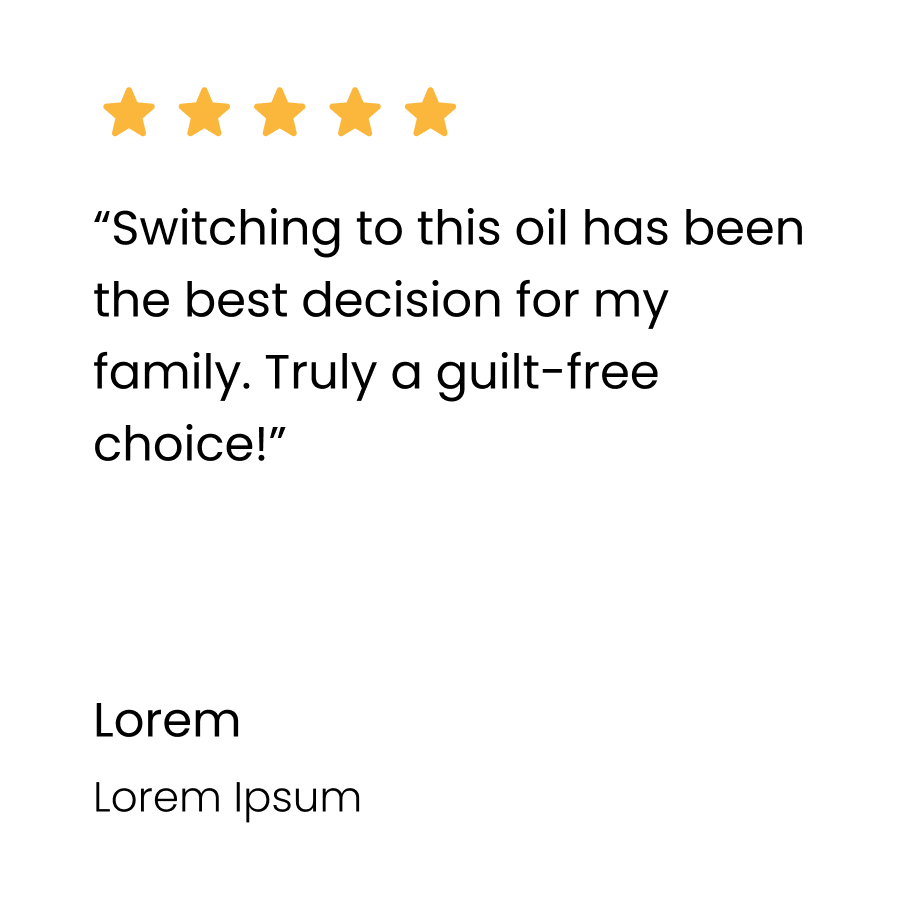 “Switching to this oil has been
the best decision for my
family. Truly a guilt-free
choice!”
Lorem
Lorem Ipsum